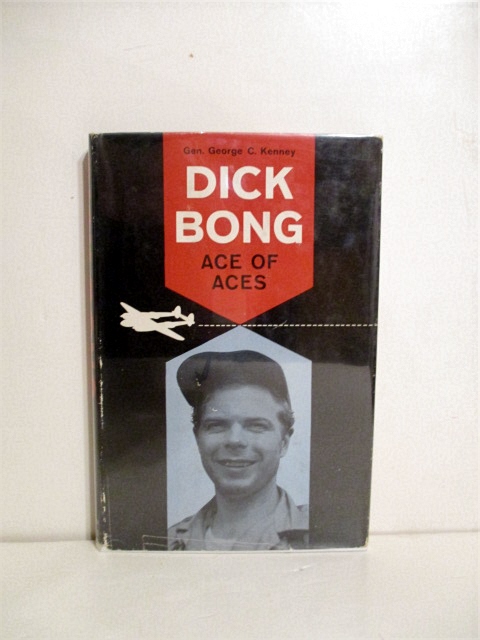 Gen. George C. Kenney
DICK
BONG
ACE OF
ACES